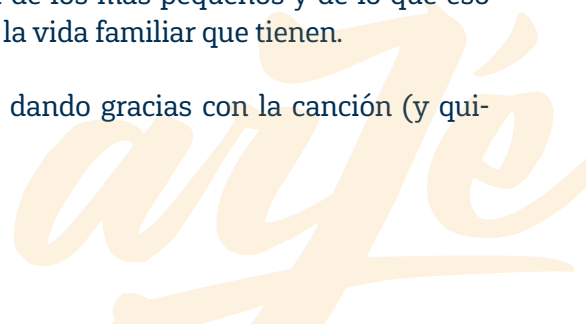 de los más pequeños y de lo que eso
la vida familiar que tienen.
dando gracias con la canción (y qui-
arte